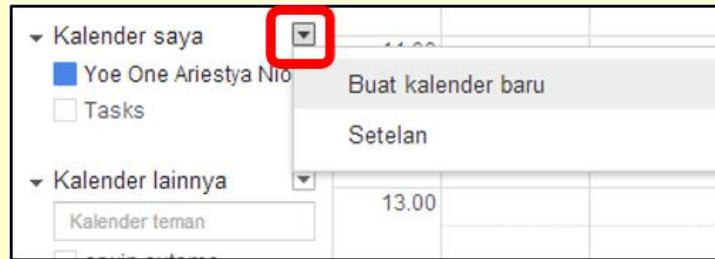 Kalender saya
Yoe One Ariestya Nio
Tasks
Buat kalender baru
Setelan
Kalender lainnya
Kalender teman
13.00